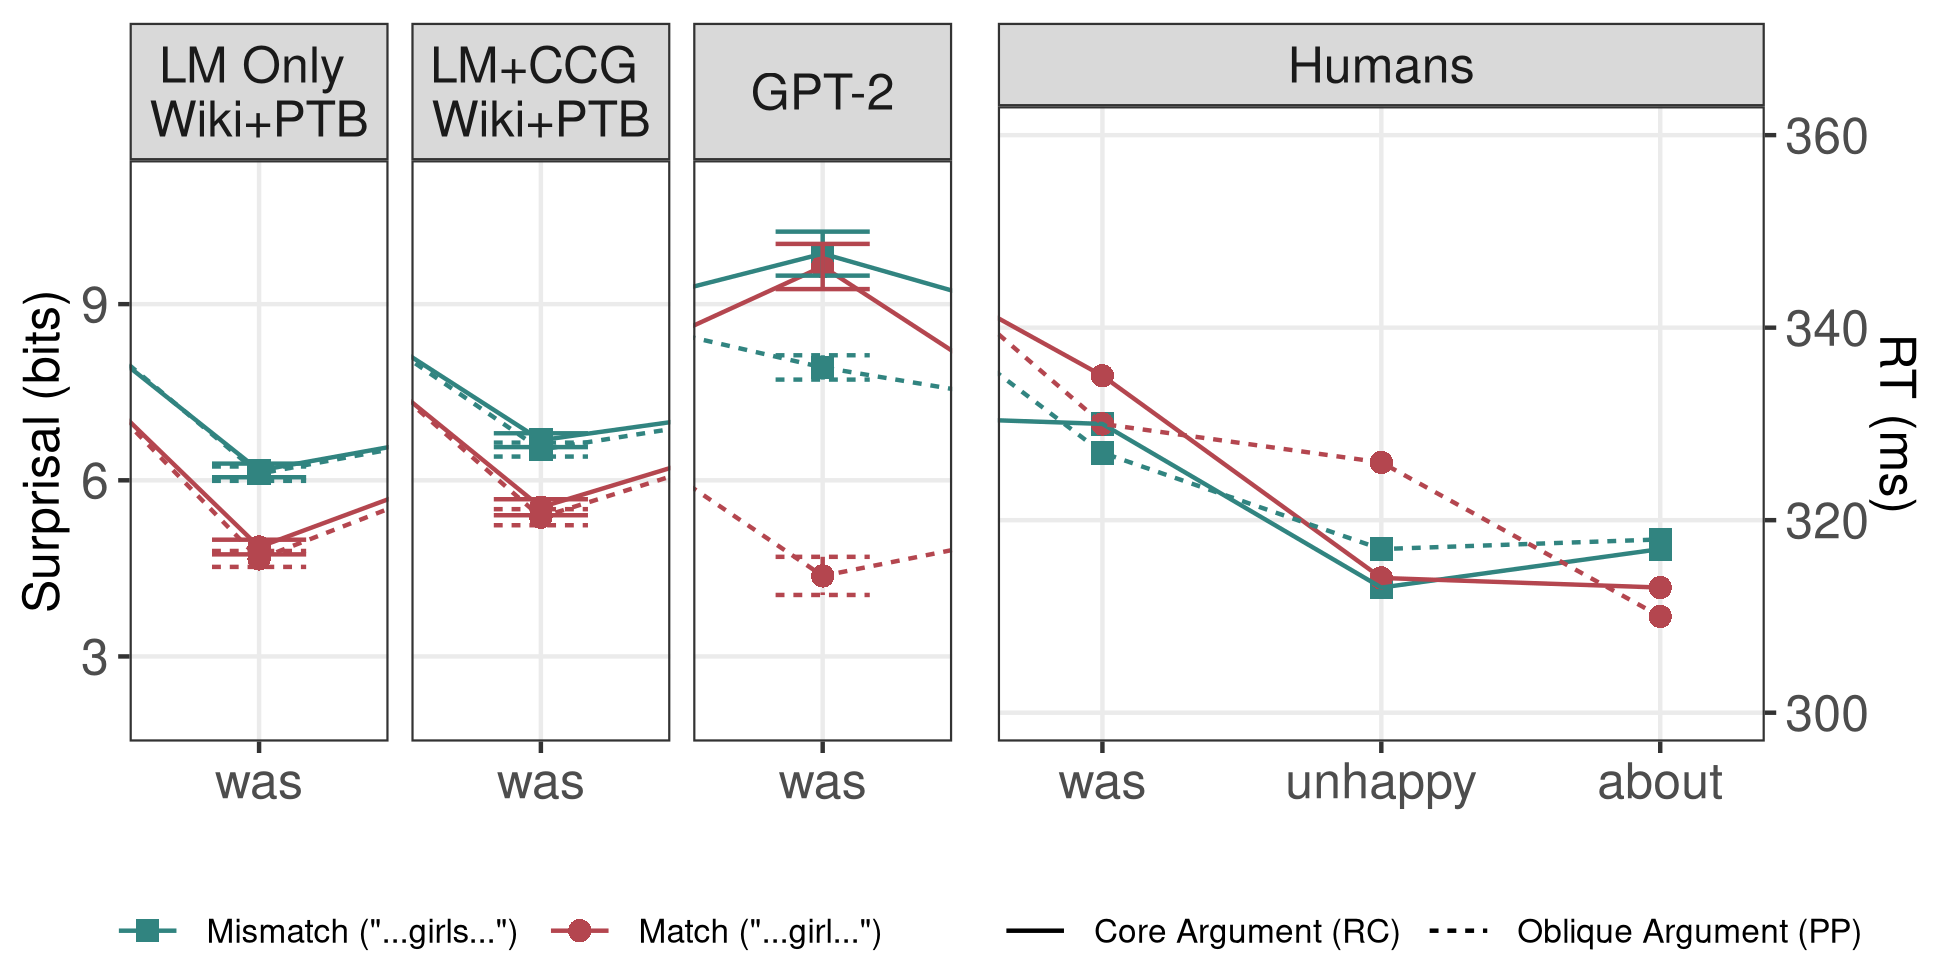 LM Only
Wiki+PTB
LM+CCG
Wiki+PTB
GPT-2
Humans
Surprisal (bits)
9
6
3
360
340
320
300
RT (ms)
was
was
was
was
unhappy
about
Mismatch ("...girls...")
Match ("...girl...")
Core Argument (RC)
Oblique Argument (PP)